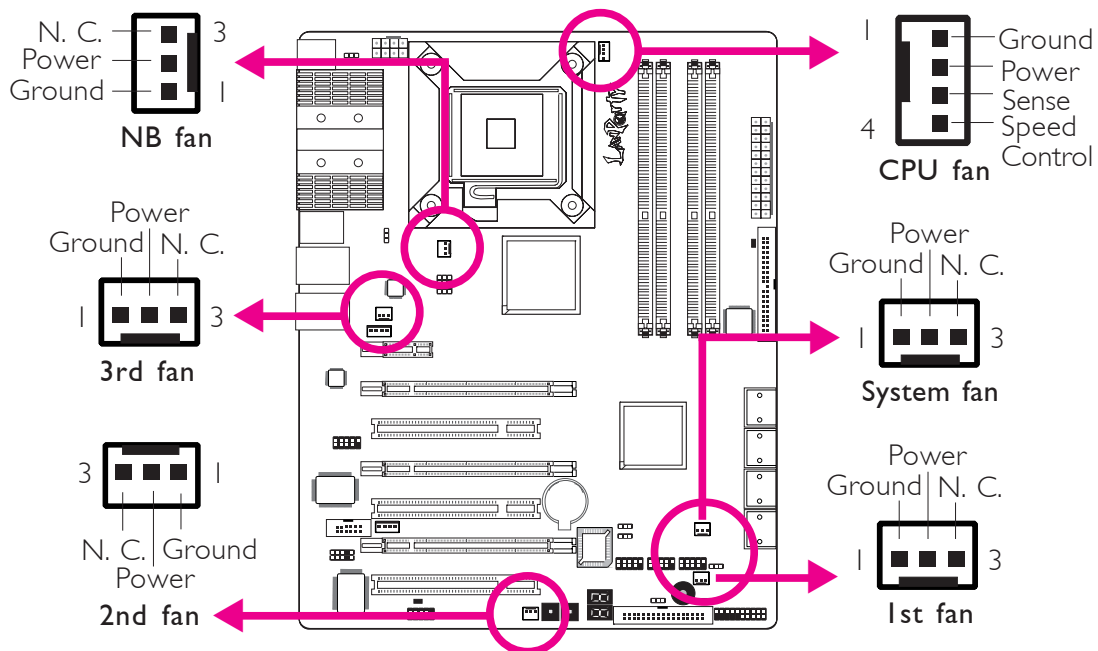 N. C.
3
Power
Ground
1
NB fan
1
Ground
Power
Sense
4
Speed
Control
CPU fan
LanParty
Power
Ground
N. C.
1
3
3rd fan
Power
Ground
N. C.
1
3
System fan
3
1
N. C.
Ground
Power
2nd fan
Power
Ground
N. C.
1
3
1st fan